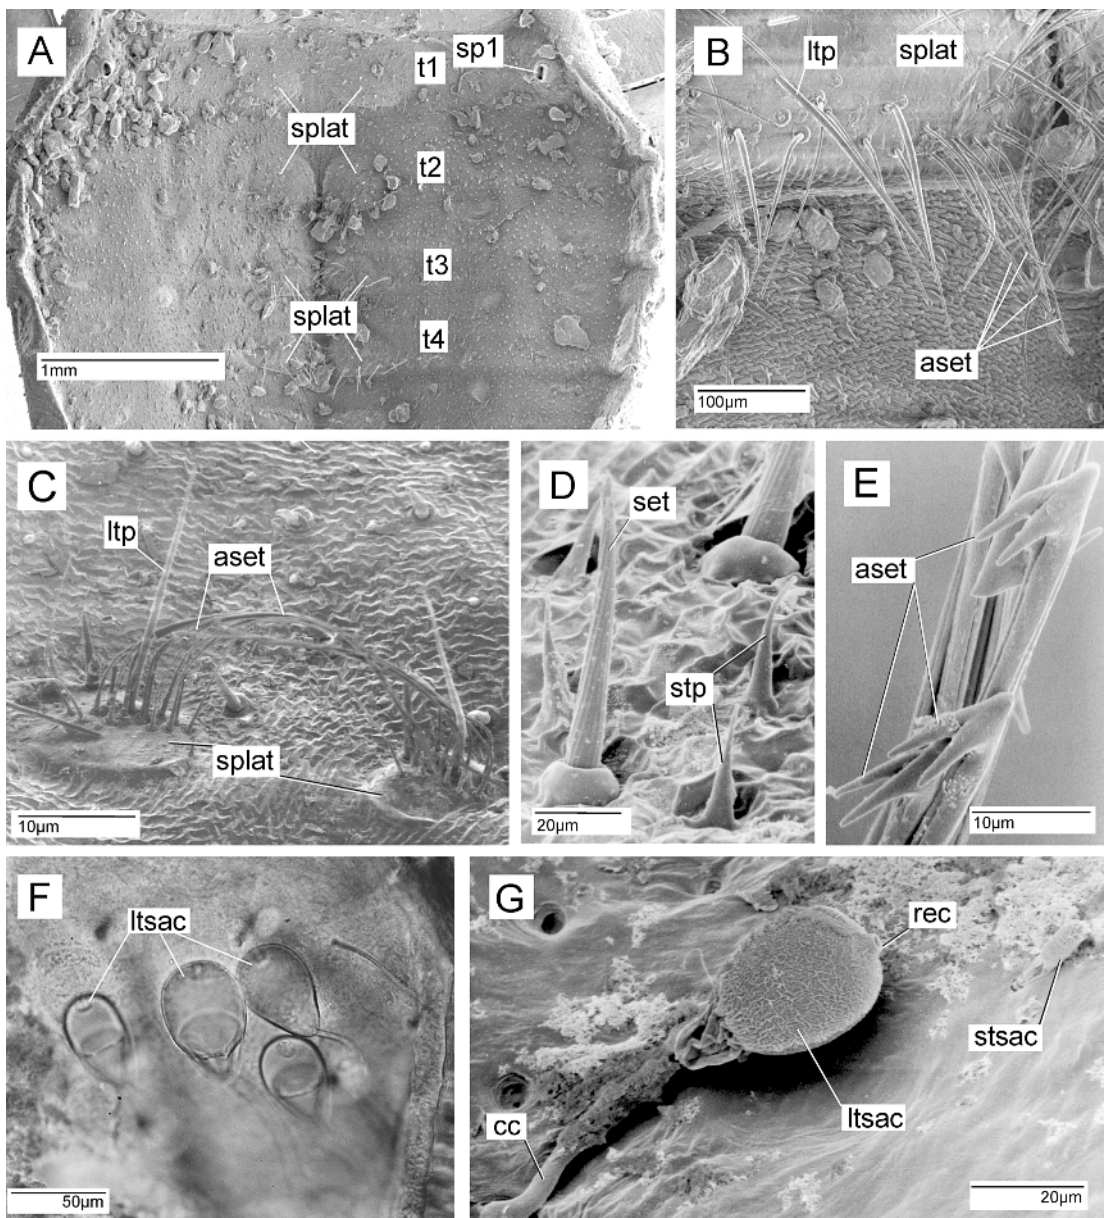 A
sp1
t1
splat
t2
t3
splat
t4
1mm
B
ltp
splat
aset
100µm
C
ltp
aset
splat
10µm
D
set
stp
20µm
E
aset
10µm
F
ltsac
50µm
G
rec
stsac
ltsac
cc
20µm